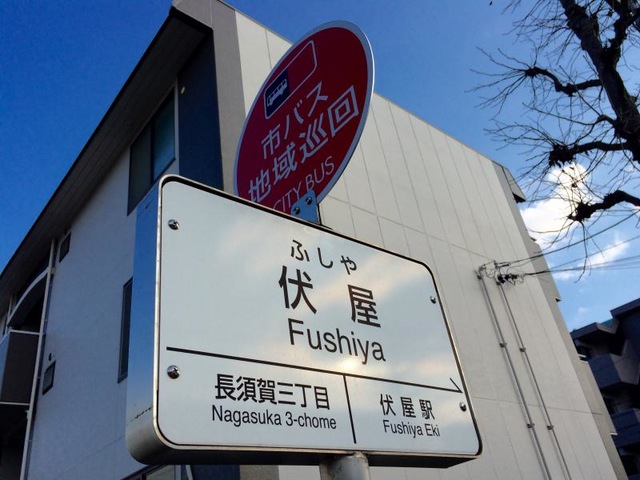 市バス
地域巡回
CITY BUS
ふしや
伏屋
Fushiya
長須賀三丁目
Nagasuka 3-chome
伏屋駅
Fushiya Eki